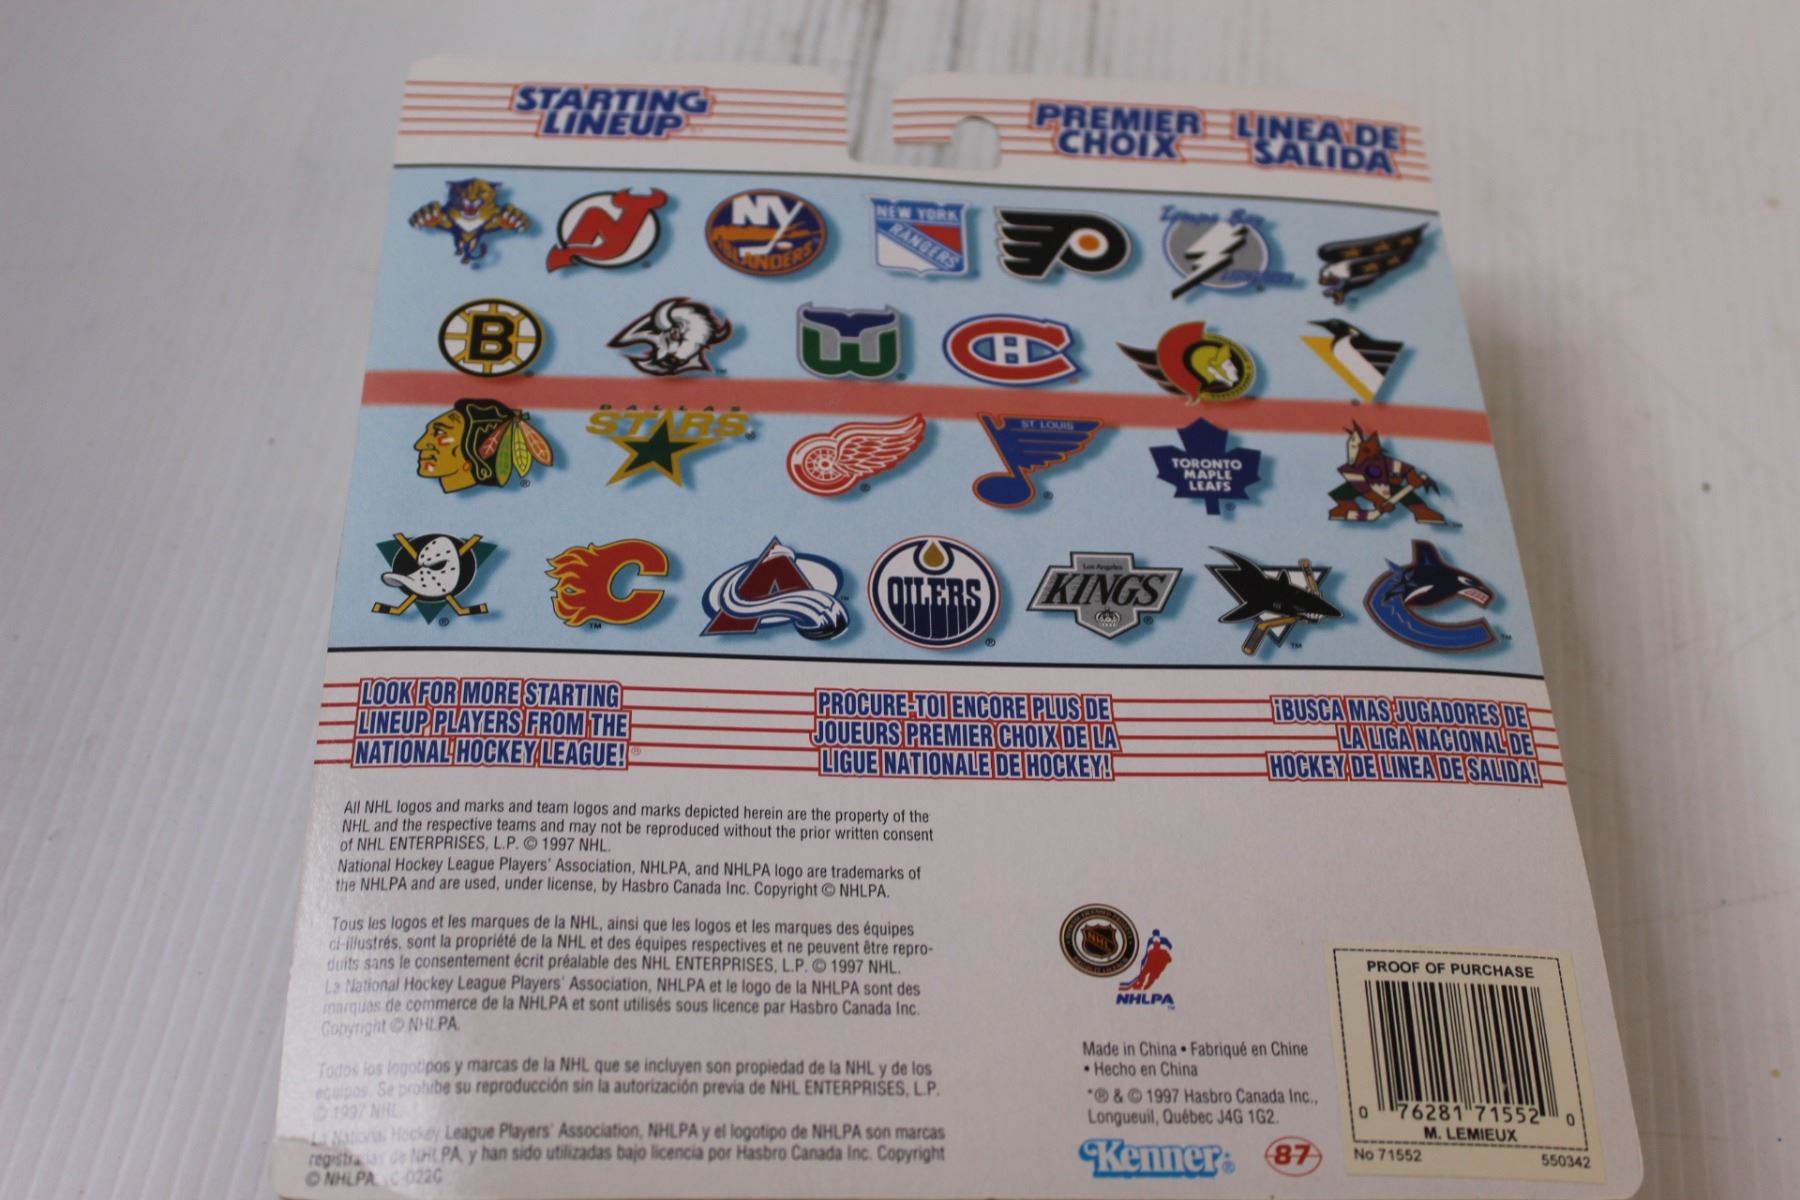 STARTING
LINEUP
PREMIER
CHOIX
LINEA DE
SALIDA
NY
ISLANDERS
NEW YORK
RANGERS
P
Tampa Bay
Lightning
B
H
DALLAS
STARS
ST. LOUIS
TORONTO
MAPLE
LEAFS
OILERS
Los Angeles
KINGS
LOOK FOR MORE STARTING
LINEUP PLAYERS FROM THE
NATIONAL HOCKEY LEAGUE!®
PROCURE-TOI ENCORE PLUS DE
JOUEURS PREMIER CHOIX DE LA
LIGUE NATIONALE DE HOCKEY!
¡BUSCA MAS JUGADORES DE
LA LIGA NACIONAL DE
HOCKEY DE LINEA DE SALIDA!
All NHL logos and marks and team logos and marks depicted herein are the property of the
NHL and the respective teams and may not be reproduced without the prior written consent
of NHL ENTERPRISES, L.P. © 1997 NHL.
National Hockey League Players' Association, NHLPA, and NHLPA logo are trademarks of
the NHLPA and are used, under license, by Hasbro Canada Inc. Copyright © NHLPA.
Tous les logos et les marques de la NHL, ainsi que les logos et les marques des équipes
ci-illustrés, sont la propriété de la NHL et des équipes respectives et ne peuvent être repro-
duits sans le consentement écrit préalable des NHL ENTERPRISES, L.P. © 1997 NHL.
La National Hockey League Players' Association, NHLPA et le logo de la NHLPA sont des
marques de commerce de la NHLPA et sont utilisés sous licence par Hasbro Canada Inc.
Copyright © NHLPA.
Todos los logotipos y marcas de la NHL que se incluyen son propiedad de la NHL y de los
equipos. Se prohibe su reproducción sin la autorización previa de NHL ENTERPRISES, L.P.
© 1997 NHL.
La National Hockey League Players' Association, NHLPA y el logotipo de NHLPA son marcas
registradas de NHLPA, y han sido utilizadas bajo licencia por Hasbro Canada Inc. Copyright
© NHLPA. C-022G
NHL
NHLPA
Made in China • Fabriqué en Chine
• Hecho en China
*® & © 1997 Hasbro Canada Inc.,
Longueuil, Québec J4G 1G2.
Kenner®
87
PROOF OF PURCHASE
0 76281 71552 0
M. LEMIEUX
No 71552 550342